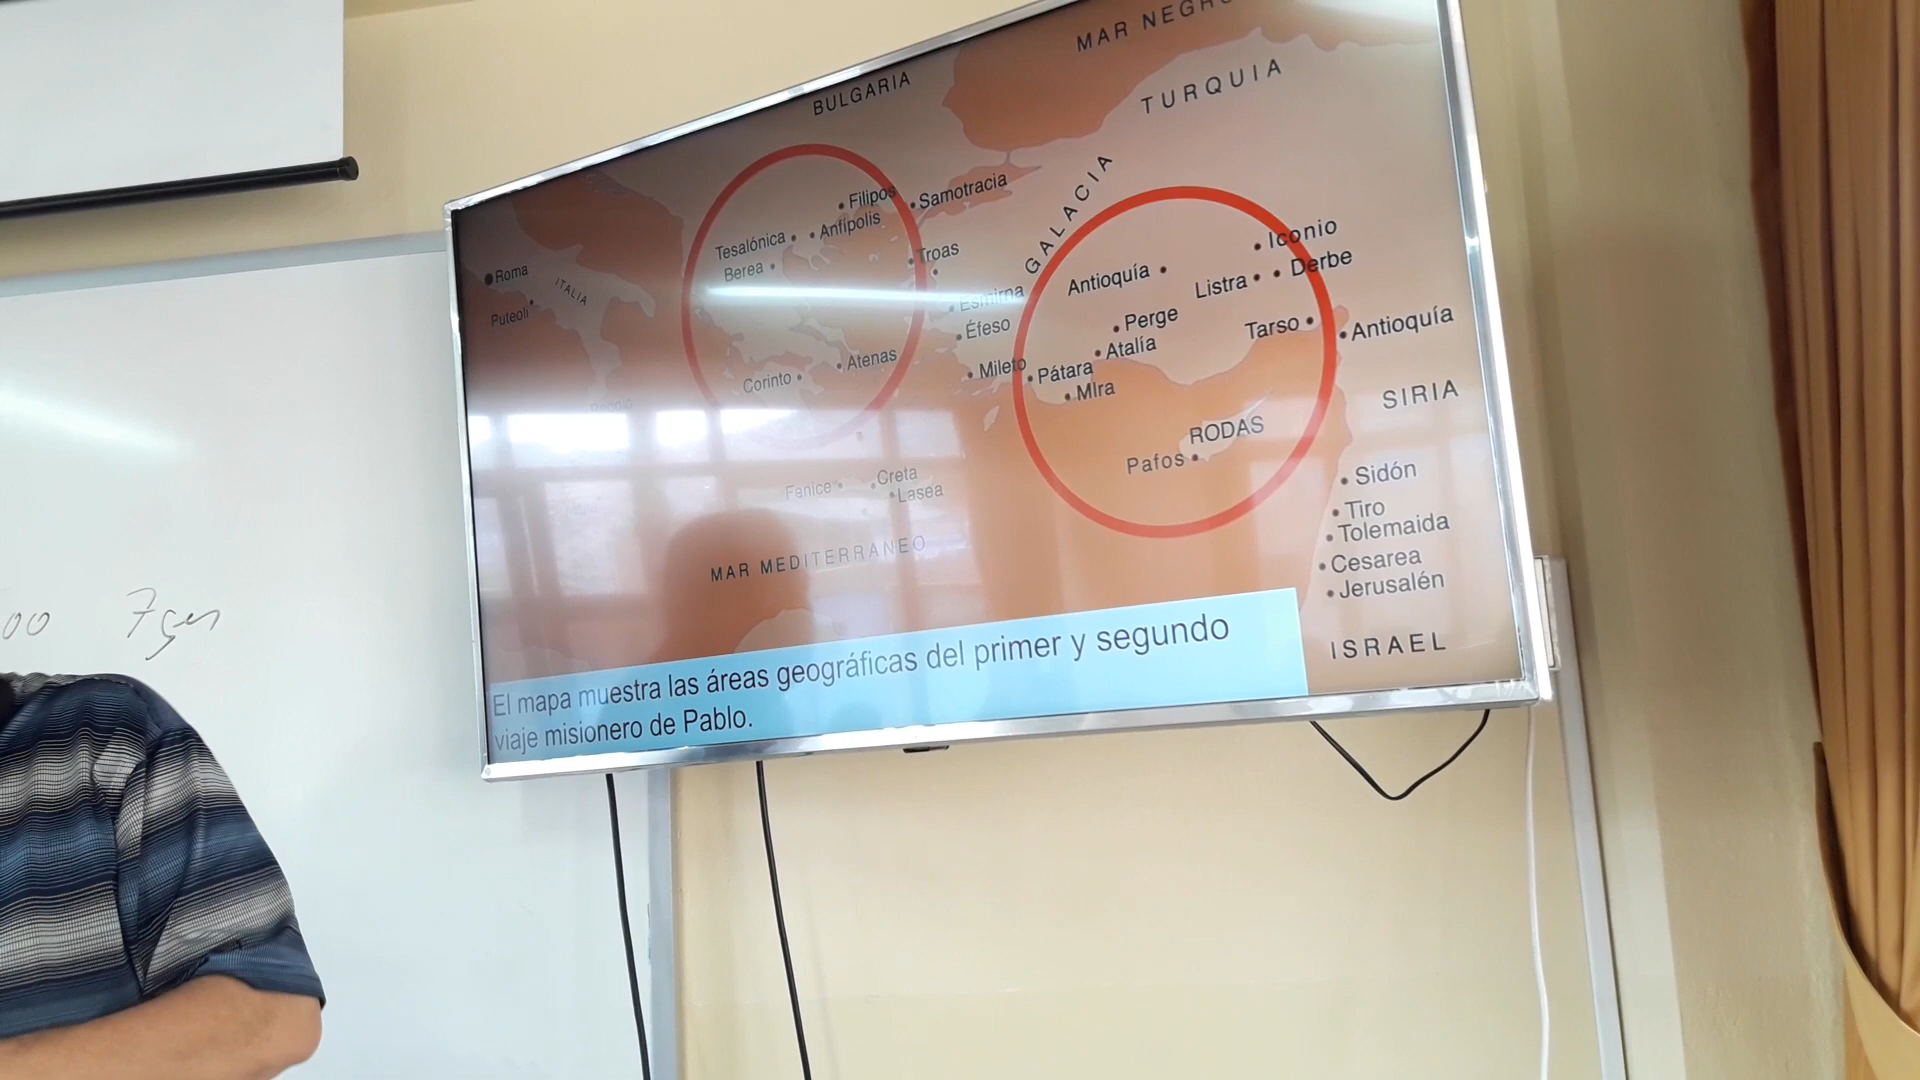 MAR NEGRO
BULGARIA
TURQUIA
GALACIA
Filipos
Samotracia
Anfípolis
Tesalónica
Berea
Troas
Roma
ITALIA
Puteoli
Esmirna
Éfeso
Mileto
Atenas
Corinto
Iconio
Derbe
Antioquía
Listra
Perge
Tarso
Antioquía
Atalía
Pátara
MIra
SIRIA
RODAS
Pafos
Creta
Fenice
Lasea
MAR MEDITERRANEO
Sidón
Tiro
Tolemaida
Cesarea
Jerusalén
ISRAEL
El mapa muestra las áreas geográficas del primer y segundo
viaje misionero de Pablo.
00